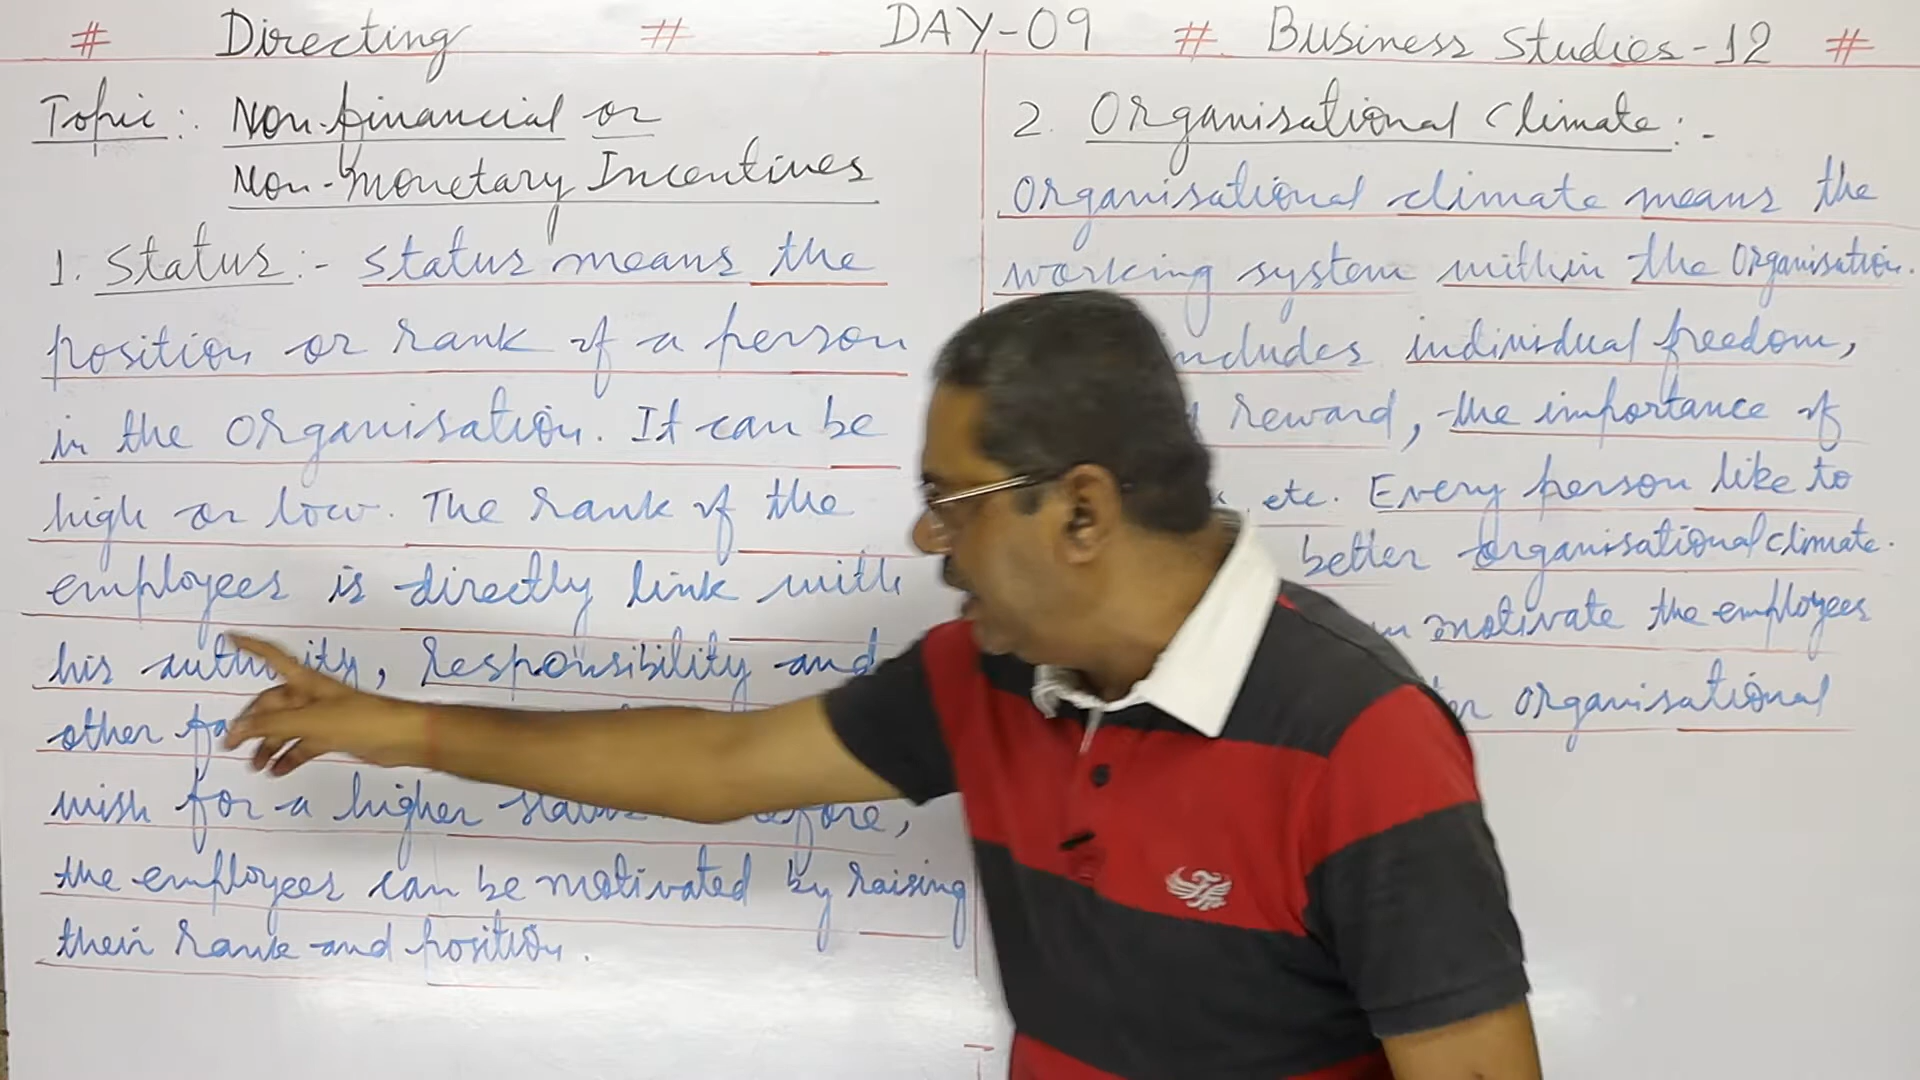 # Directing # DAY-09 # Business Studies-12 #
Topic:. Non-financial or
Non-Monetary Incentives
1. Status:- Status means the
position or rank of a person
in the Organisation. It can be
high or low. The rank of the
employees is directly link with
his authority, Responsibility and
other
wish for a higher
the employees can be motivated by raising
their rank and position.
2. Organisational Climate:-
Organisational climate means the
working system within the Organisation.
includes individual freedom,
reward, the importance of
etc. Every person like to
better organisational climate.
motivate the employees
Organisational